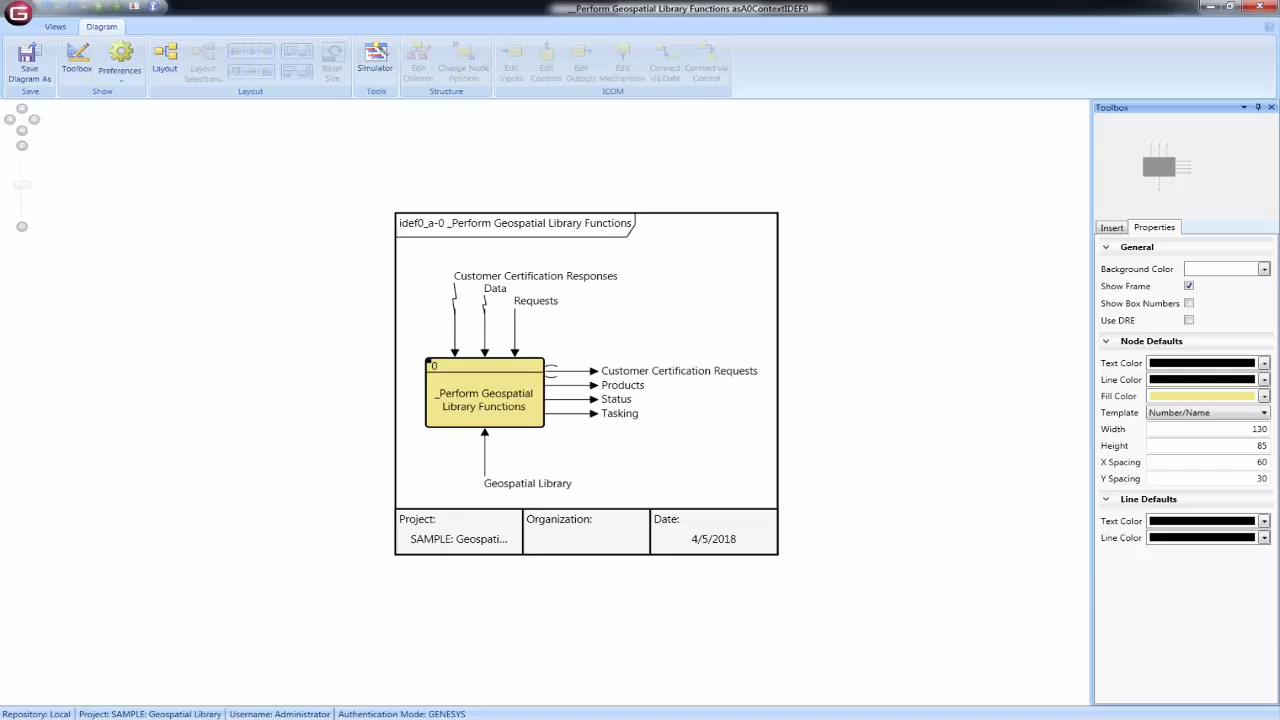 _Perform Geospatial Library Functions asA0ContextIDEF0
Views
Diagram
Save Diagram As
Toolbox
Preferences
Layout
Layout Selections
Reset Size
Simulator
Edit Children
Change Node Position
Edit Inputs
Edit Controls
Edit Outputs
Edit Mechanisms
Connect via Data
Connect via Control
Save
Show
Layout
Tools
Structure
ICOM
idef0_a-0 _Perform Geospatial Library Functions
Customer Certification Responses
Data
Requests
0
_Perform Geospatial
Library Functions
Customer Certification Requests
Products
Status
Tasking
Geospatial Library
Project:
SAMPLE: Geospati...
Organization:
Date:
4/5/2018
Toolbox
Insert
Properties
General
Background Color
Show Frame
Show Box Numbers
Use DRE
Node Defaults
Text Color
Line Color
Fill Color
Template Number/Name
Width 130
Height 85
X Spacing 60
Y Spacing 30
Line Defaults
Text Color
Line Color
Repository: Local
Project: SAMPLE: Geospatial Library
Username: Administrator
Authentication Mode: GENESYS